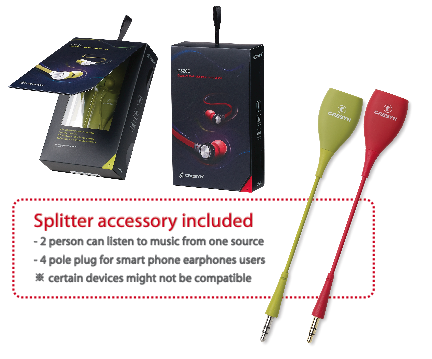 Splitter accessory included
- 2 person can listen to music from one source
- 4 pole plug for smart phone earphones users
※ certain devices might not be compatible